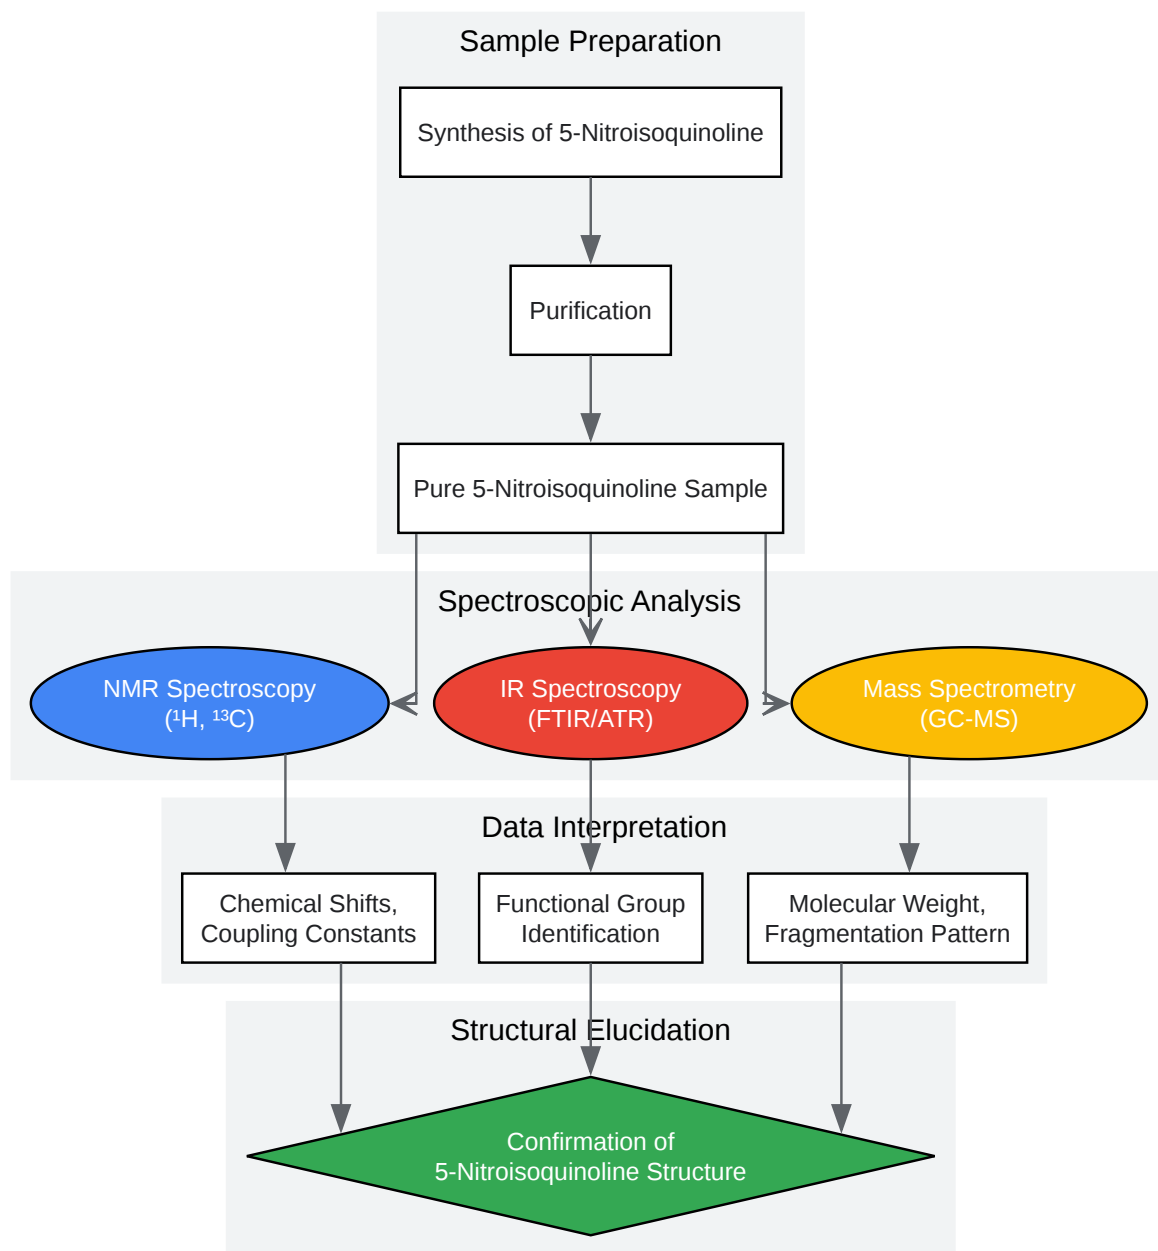 Sample Preparation
Synthesis of 5-Nitroisoquinoline
Purification
Pure 5-Nitroisoquinoline Sample
Spectroscopic Analysis
NMR Spectroscopy
(¹H, ¹³C)
IR Spectroscopy
(FTIR/ATR)
Mass Spectrometry
(GC-MS)
Data Interpretation
Chemical Shifts,
Coupling Constants
Functional Group
Identification
Molecular Weight,
Fragmentation Pattern
Structural Elucidation
Confirmation of
5-Nitroisoquinoline Structure